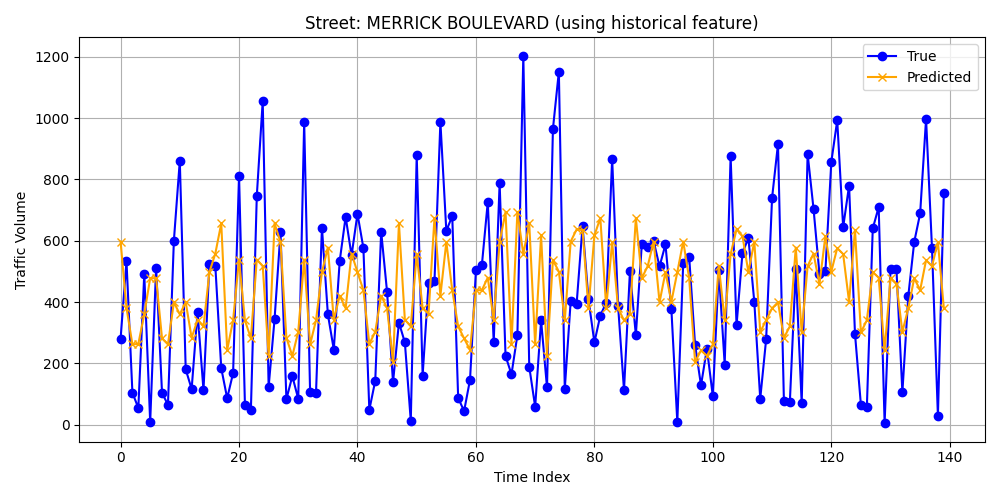 Street: MERRICK BOULEVARD (using historical feature)
True
Predicted
Traffic Volume
1200
1000
800
600
400
200
0
0 20 40 60 80 100 120 140
Time Index